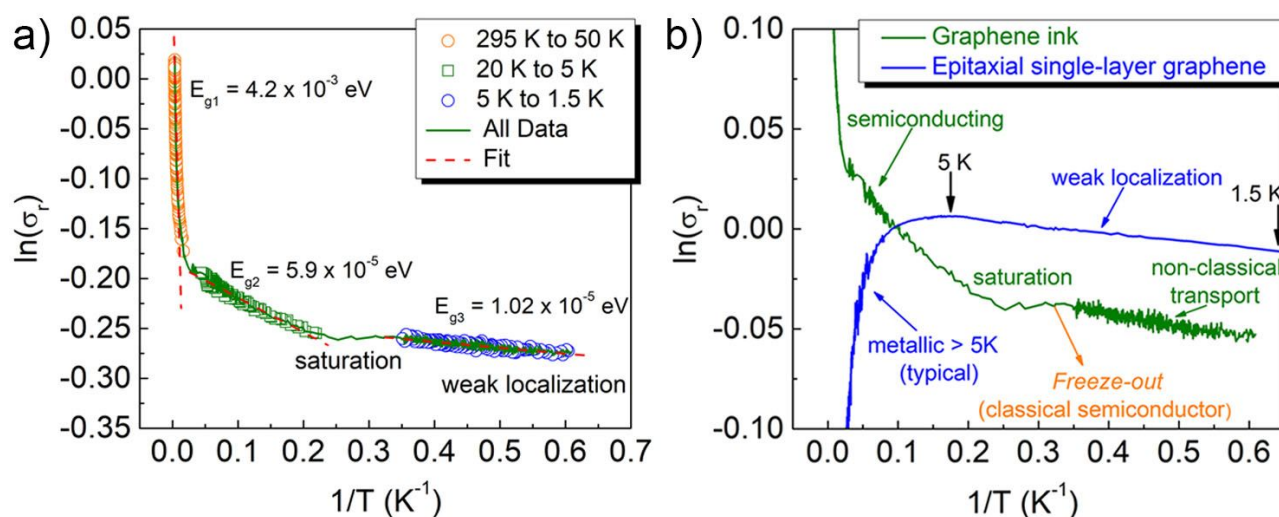 a)
0.05
0.00
-0.05
-0.10
-0.15
-0.20
-0.25
-0.30
-0.35
ln(σr)
0.0 0.1 0.2 0.3 0.4 0.5 0.6 0.7
1/T (K-1)
295 K to 50 K
20 K to 5 K
5 K to 1.5 K
All Data
Fit
Eg1 = 4.2 x 10-3 eV
Eg2 = 5.9 x 10-5 eV
Eg3 = 1.02 x 10-5 eV
saturation
weak localization
b)
0.10
0.05
0.00
-0.05
-0.10
ln(σr)
0.0 0.1 0.2 0.3 0.4 0.5 0.6
1/T (K-1)
Graphene ink
Epitaxial single-layer graphene
semiconducting
5 K
weak localization
1.5 K
saturation
non-classical
transport
metallic > 5K
(typical)
Freeze-out
(classical semiconductor)